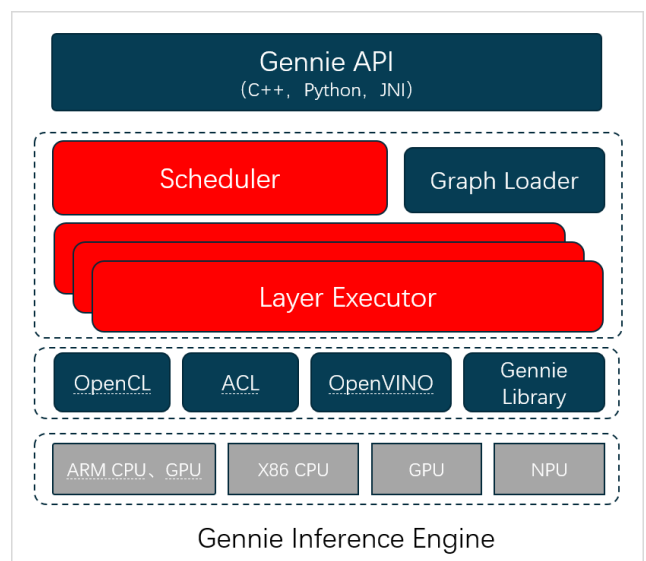 Gennie API
（C++，Python，JNI）
Scheduler
Graph Loader
Layer Executor
OpenCL
ACL
OpenVINO
Gennie
Library
ARM CPU、GPU
X86 CPU
GPU
NPU
Gennie Inference Engine